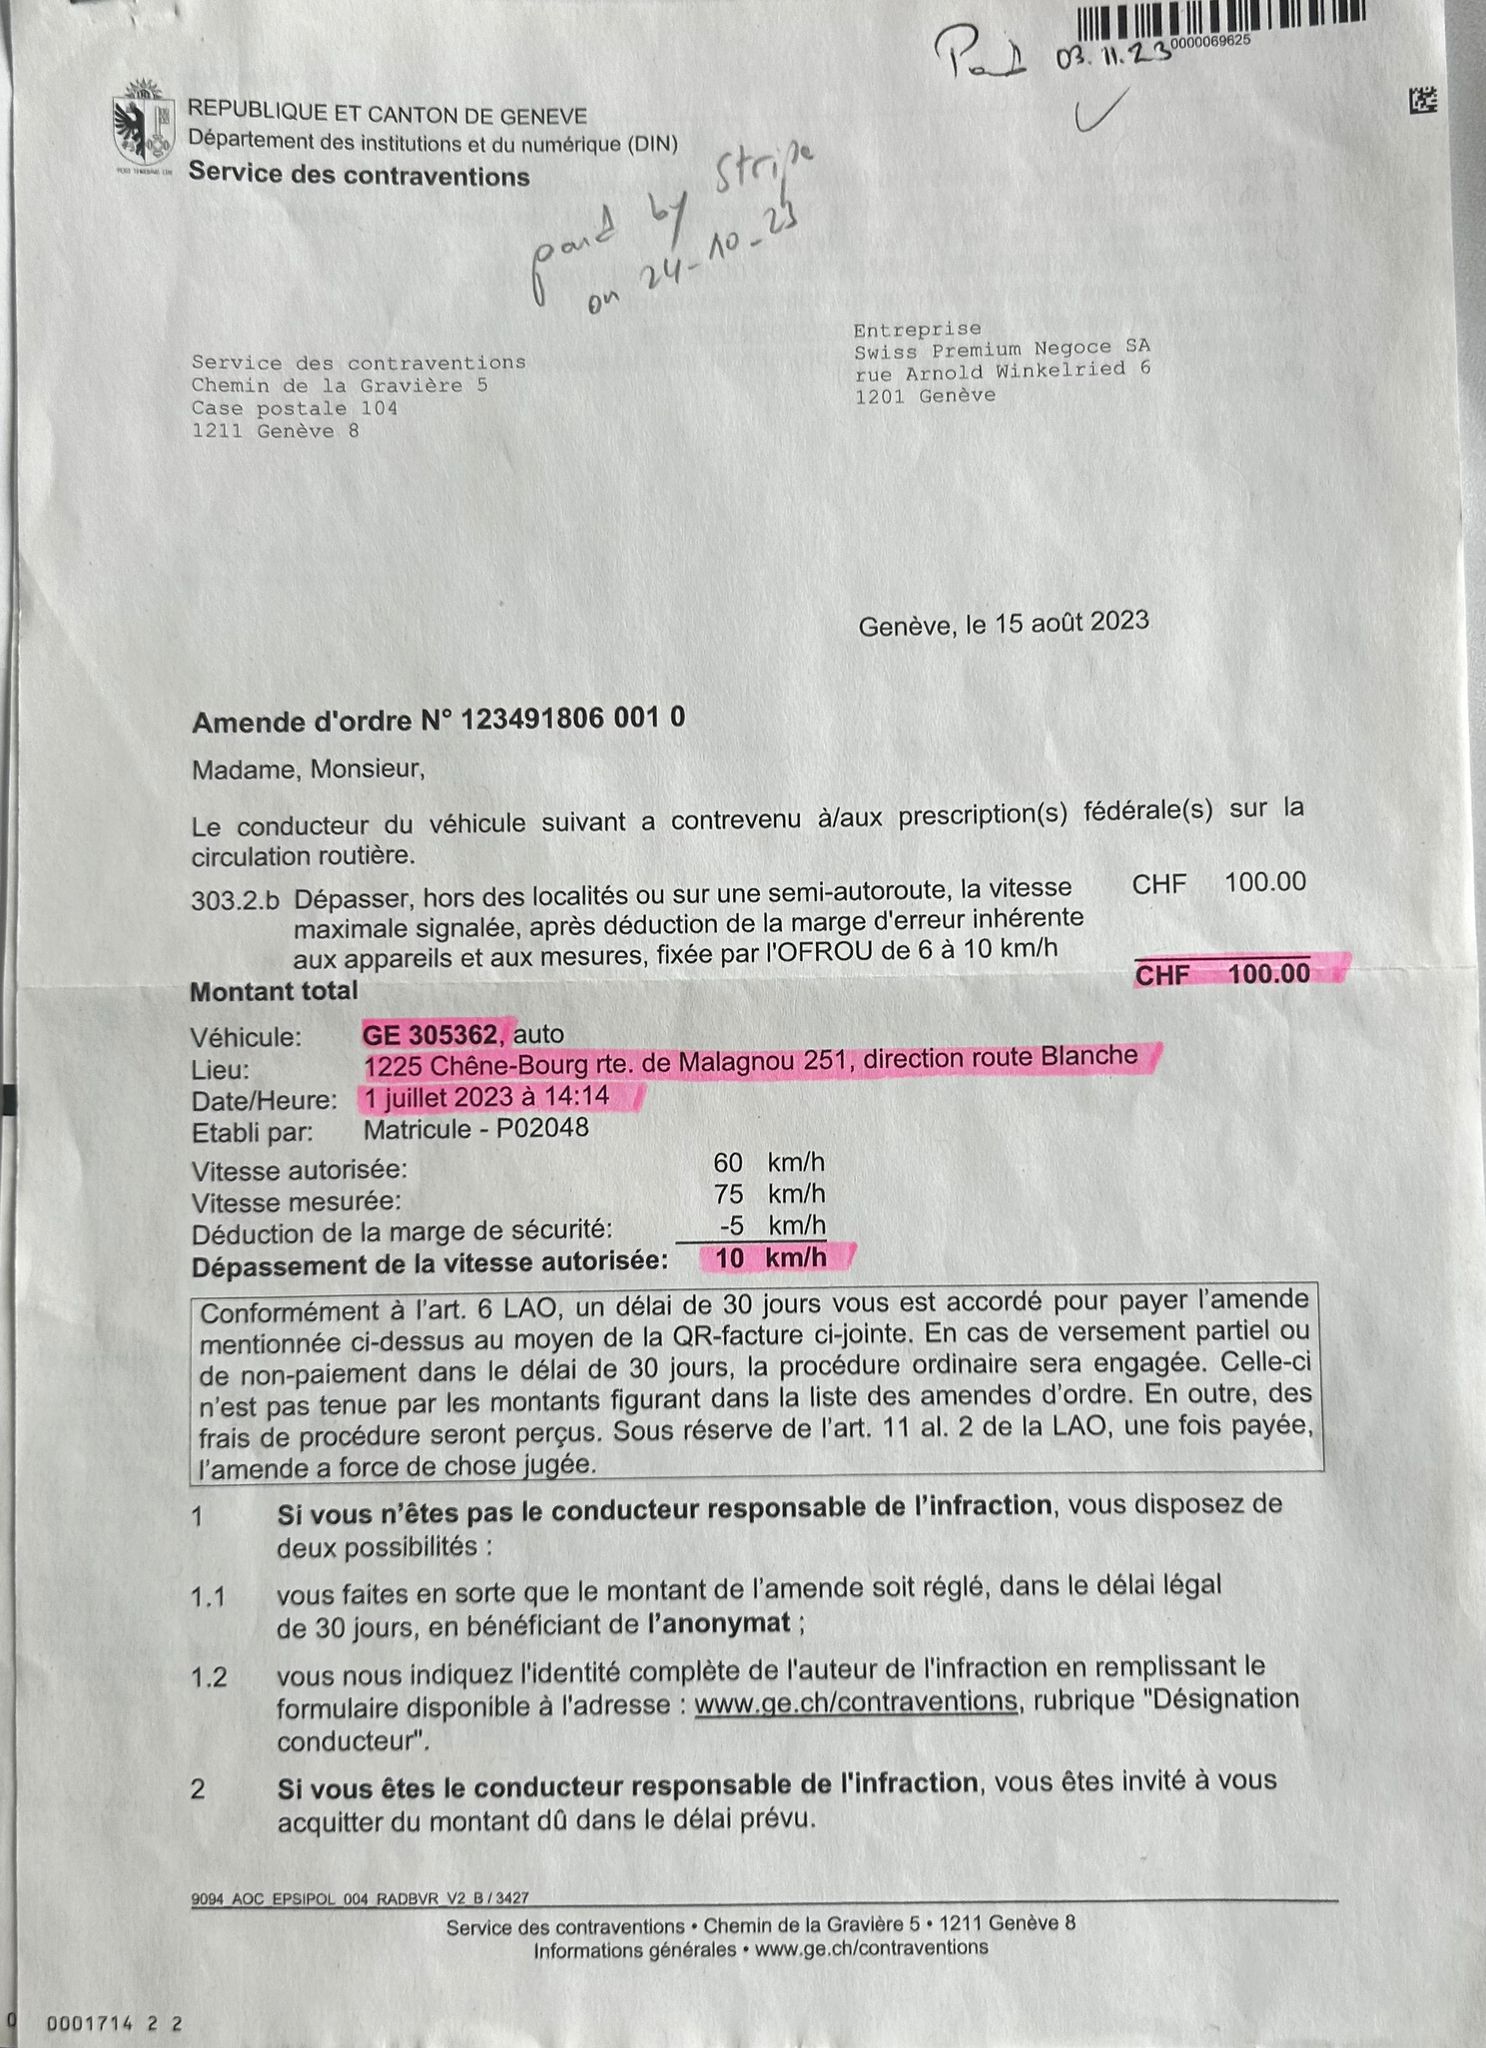 Paid 03.11.23
0000069625
REPUBLIQUE ET CANTON DE GENEVE
Département des institutions et du numérique (DIN)
Service des contraventions
paid by Stripe
on 24-10-23
Service des contraventions
Chemin de la Gravière 5
Case postale 104
1211 Genève 8
Entreprise
Swiss Premium Negoce SA
rue Arnold Winkelried 6
1201 Genève
Genève, le 15 août 2023
Amende d'ordre N° 123491806 001 0
Madame, Monsieur,
Le conducteur du véhicule suivant a contrevenu à/aux prescription(s) fédérale(s) sur la
circulation routière.
303.2.b Dépasser, hors des localités ou sur une semi-autoroute, la vitesse CHF 100.00
maximale signalée, après déduction de la marge d'erreur inhérente
aux appareils et aux mesures, fixée par l'OFROU de 6 à 10 km/h
Montant total CHF 100.00
Véhicule: GE 305362, auto
Lieu: 1225 Chêne-Bourg rte. de Malagnou 251, direction route Blanche
Date/Heure: 1 juillet 2023 à 14:14
Etabli par: Matricule - P02048
Vitesse autorisée: 60 km/h
Vitesse mesurée: 75 km/h
Déduction de la marge de sécurité: -5 km/h
Dépassement de la vitesse autorisée: 10 km/h
Conformément à l'art. 6 LAO, un délai de 30 jours vous est accordé pour payer l'amende
mentionnée ci-dessus au moyen de la QR-facture ci-jointe. En cas de versement partiel ou
de non-paiement dans le délai de 30 jours, la procédure ordinaire sera engagée. Celle-ci
n'est pas tenue par les montants figurant dans la liste des amendes d'ordre. En outre, des
frais de procédure seront perçus. Sous réserve de l'art. 11 al. 2 de la LAO, une fois payée,
l'amende a force de chose jugée.
1 Si vous n'êtes pas le conducteur responsable de l'infraction, vous disposez de
deux possibilités :
1.1 vous faites en sorte que le montant de l'amende soit réglé, dans le délai légal
de 30 jours, en bénéficiant de l'anonymat ;
1.2 vous nous indiquez l'identité complète de l'auteur de l'infraction en remplissant le
formulaire disponible à l'adresse : www.ge.ch/contraventions, rubrique "Désignation
conducteur".
2 Si vous êtes le conducteur responsable de l'infraction, vous êtes invité à vous
acquitter du montant dû dans le délai prévu.
9094_AOC_EPSIPOL_004_RADBVR_V2_B / 3427
Service des contraventions • Chemin de la Gravière 5 • 1211 Genève 8
Informations générales • www.ge.ch/contraventions
0 0001714 2 2